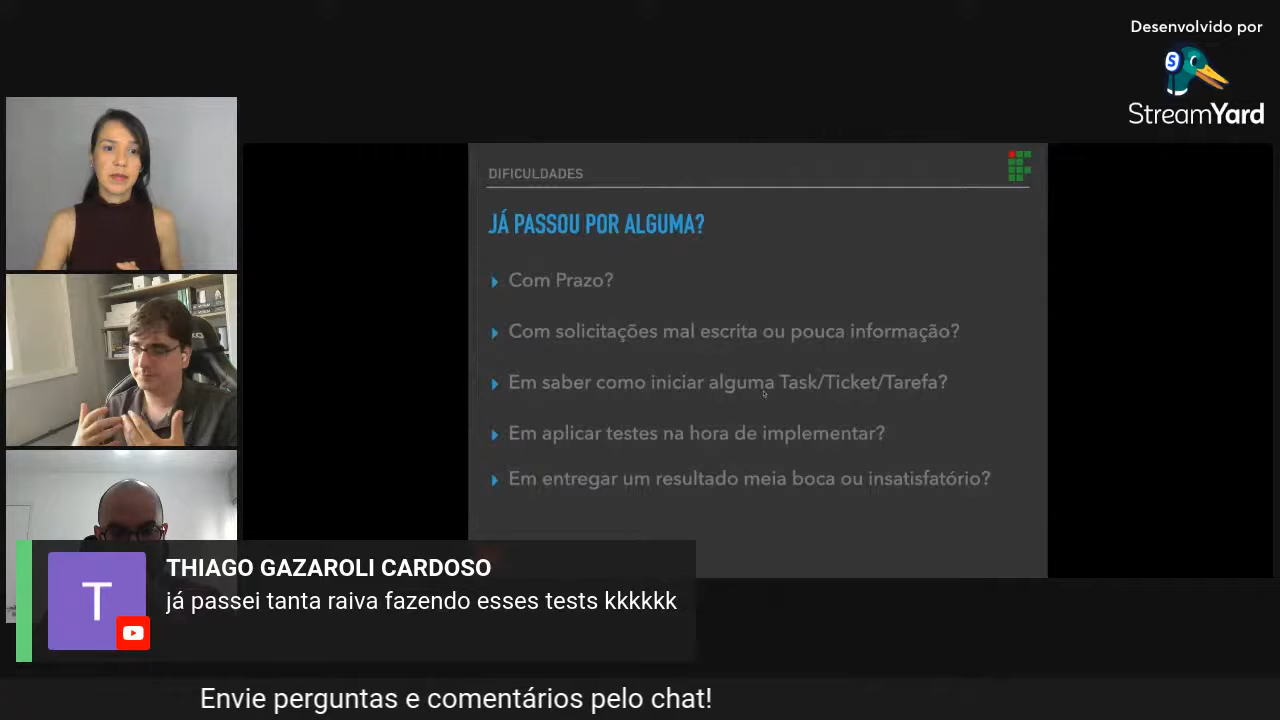 Desenvolvido por
StreamYard
DIFICULDADES
JÁ PASSOU POR ALGUMA?
Com Prazo?
Com solicitações mal escrita ou pouca informação?
Em saber como iniciar alguma Task/Ticket/Tarefa?
Em aplicar testes na hora de implementar?
Em entregar um resultado meia boca ou insatisfatório?
T
THIAGO GAZAROLI CARDOSO
já passei tanta raiva fazendo esses tests kkkkkk
Envie perguntas e comentários pelo chat!